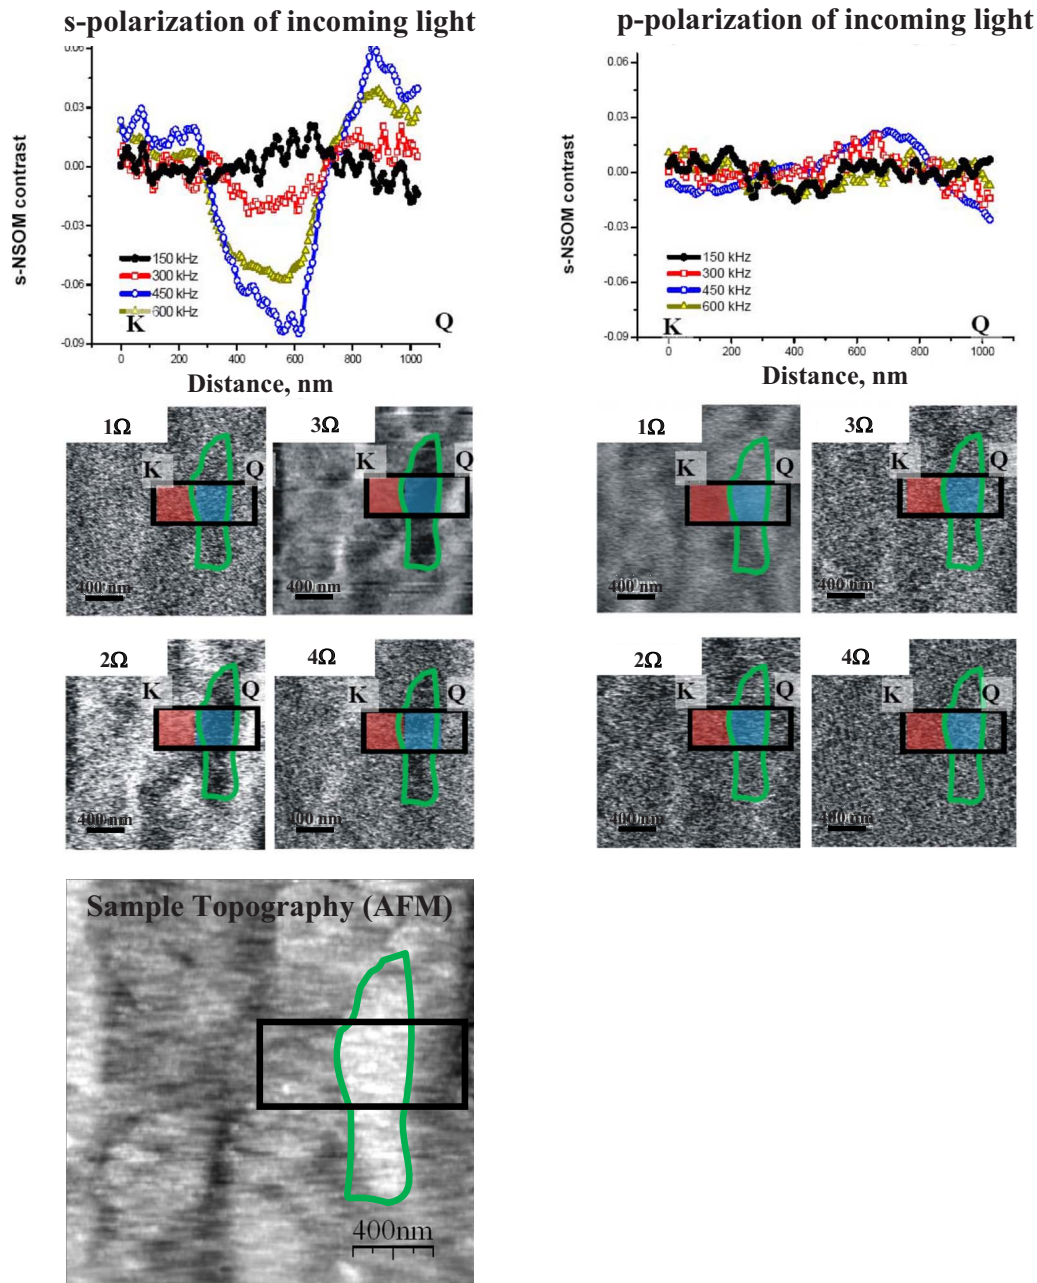 s-polarization of incoming light
p-polarization of incoming light
s-NSOM contrast
0.06
0.03
0.00
-0.03
-0.06
-0.09
150 kHz
300 kHz
450 kHz
600 kHz
K
Q
0 200 400 600 800 1000
Distance, nm
s-NSOM contrast
0.06
0.03
0.00
-0.03
-0.06
-0.09
150 kHz
300 kHz
450 kHz
600 kHz
K
Q
0 200 400 600 800 1000
Distance, nm
1Ω
K
Q
400 nm
3Ω
K
Q
400 nm
1Ω
K
Q
400 nm
3Ω
K
Q
400 nm
2Ω
K
Q
400 nm
4Ω
K
Q
400 nm
2Ω
K
Q
400 nm
4Ω
K
Q
400 nm
Sample Topography (AFM)
400nm